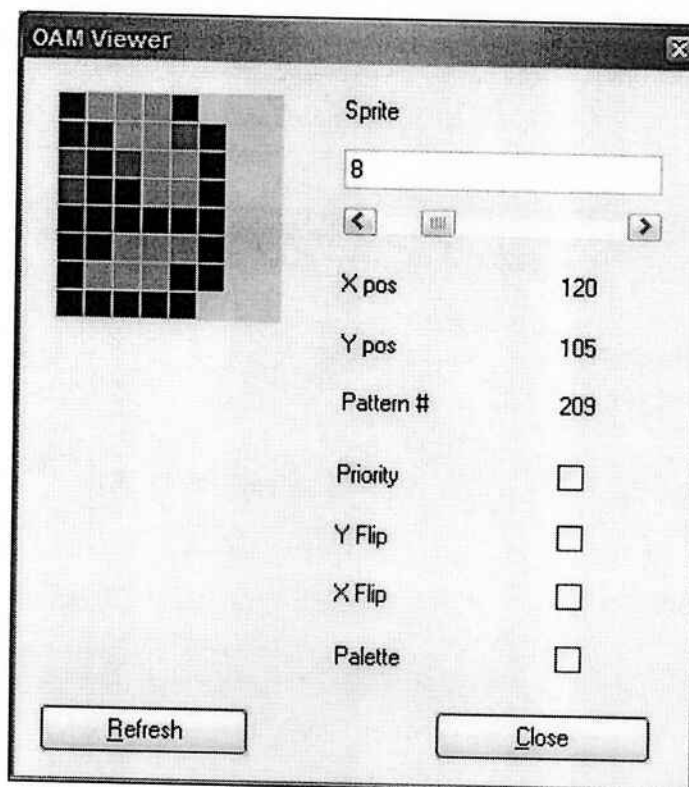 OAM Viewer
Sprite
8
X pos 120
Y pos 105
Pattern # 209
Priority
Y Flip
X Flip
Palette
Refresh
Close